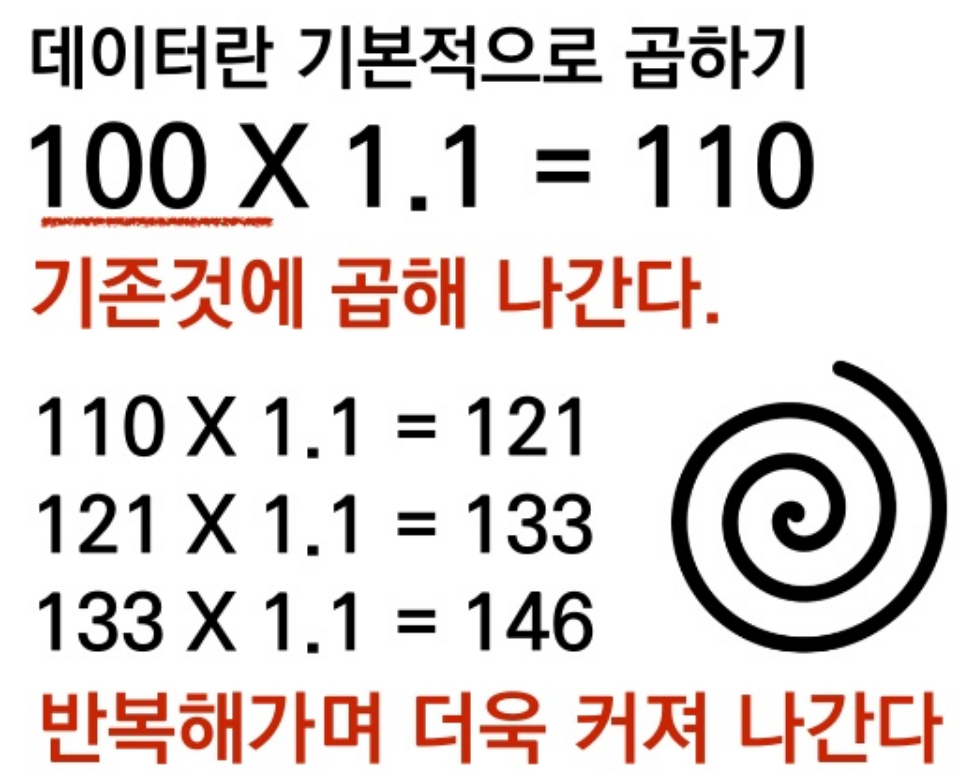 데이터란 기본적으로 곱하기
100 X 1.1 = 110
기존것에 곱해 나간다.
110 X 1.1 = 121
121 X 1.1 = 133
133 X 1.1 = 146
반복해가며 더욱 커져 나간다